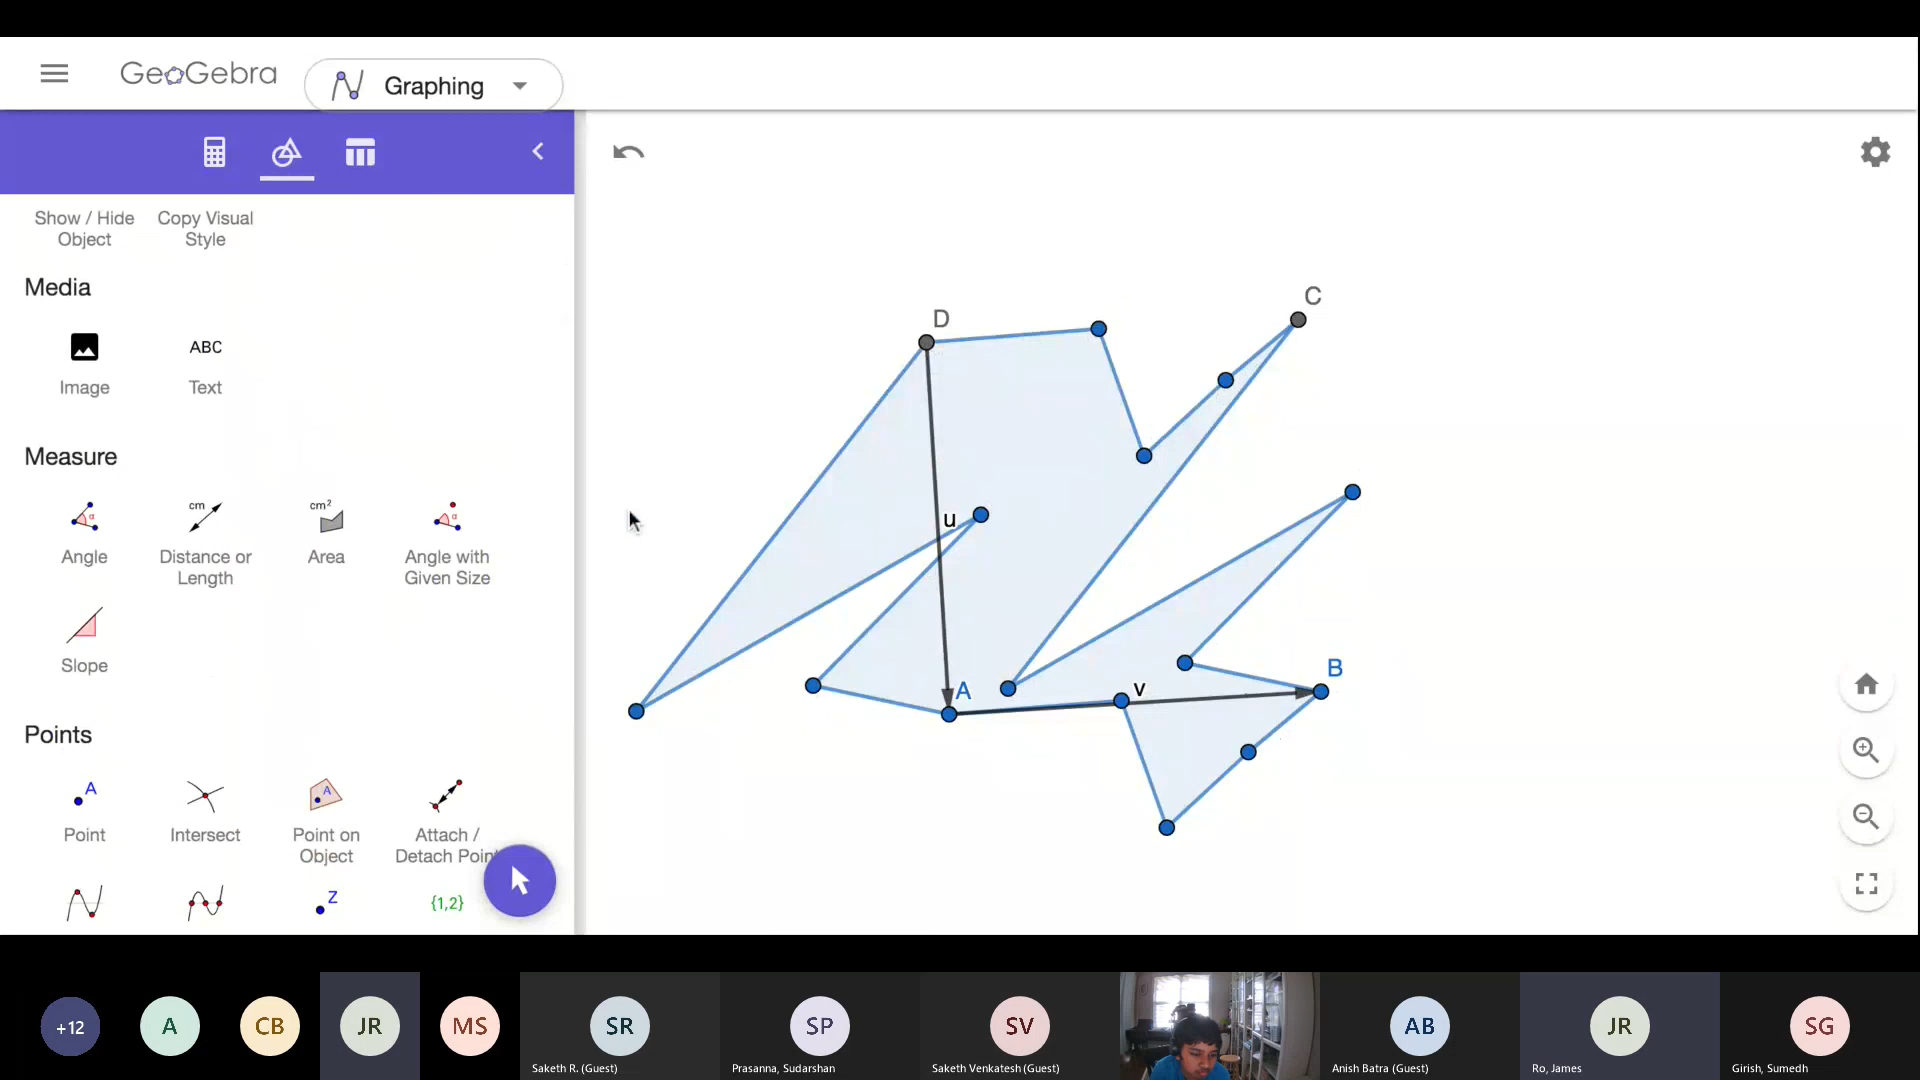 GeoGebra
Graphing
Show / Hide
Object
Copy Visual
Style
Media
ABC
Image
Text
Measure
α
cm
cm²
α
Angle
Distance or
Length
Area
Angle with
Given Size
Slope
Points
A
A
Point
Intersect
Point on
Object
Attach /
Detach Point
Z
{1,2}
D
C
u
A
v
B
+12
A
CB
JR
MS
SR
SP
SV
AB
JR
SG
Saketh R. (Guest)
Prasanna, Sudarshan
Saketh Venkatesh (Guest)
Anish Batra (Guest)
Ro, James
Girish, Sumedh